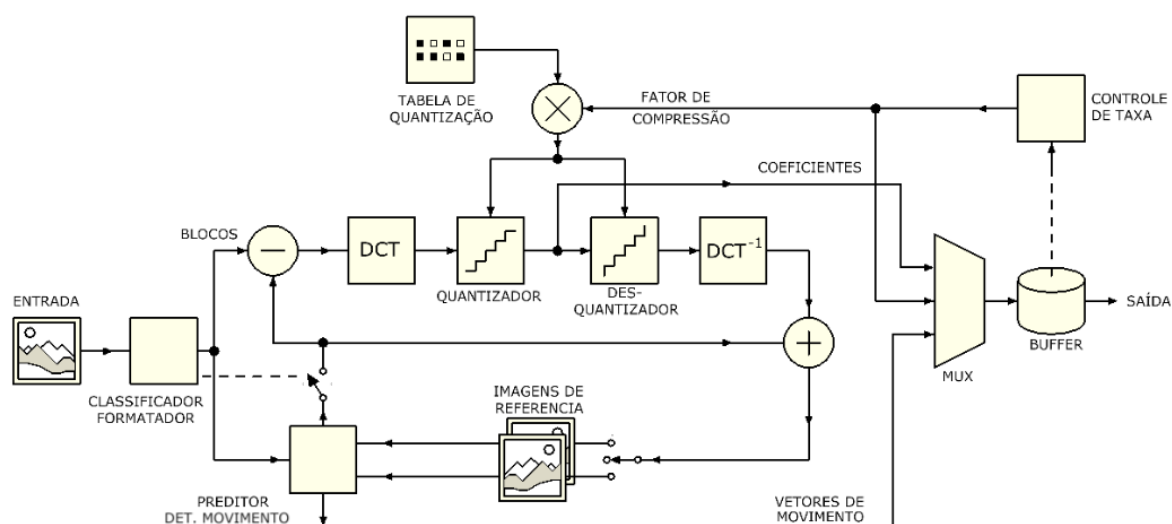 TABELA DE
QUANTIZAÇÃO
FATOR DE
COMPRESSÃO
CONTROLE
DE TAXA
COEFICIENTES
BLOCOS
DCT
QUANTIZADOR
DES-
QUANTIZADOR
DCT-1
ENTRADA
CLASSIFICADOR
FORMATADOR
IMAGENS DE
REFERENCIA
PREDITOR
DET. MOVIMENTO
VETORES DE
MOVIMENTO
MUX
BUFFER
SAÍDA